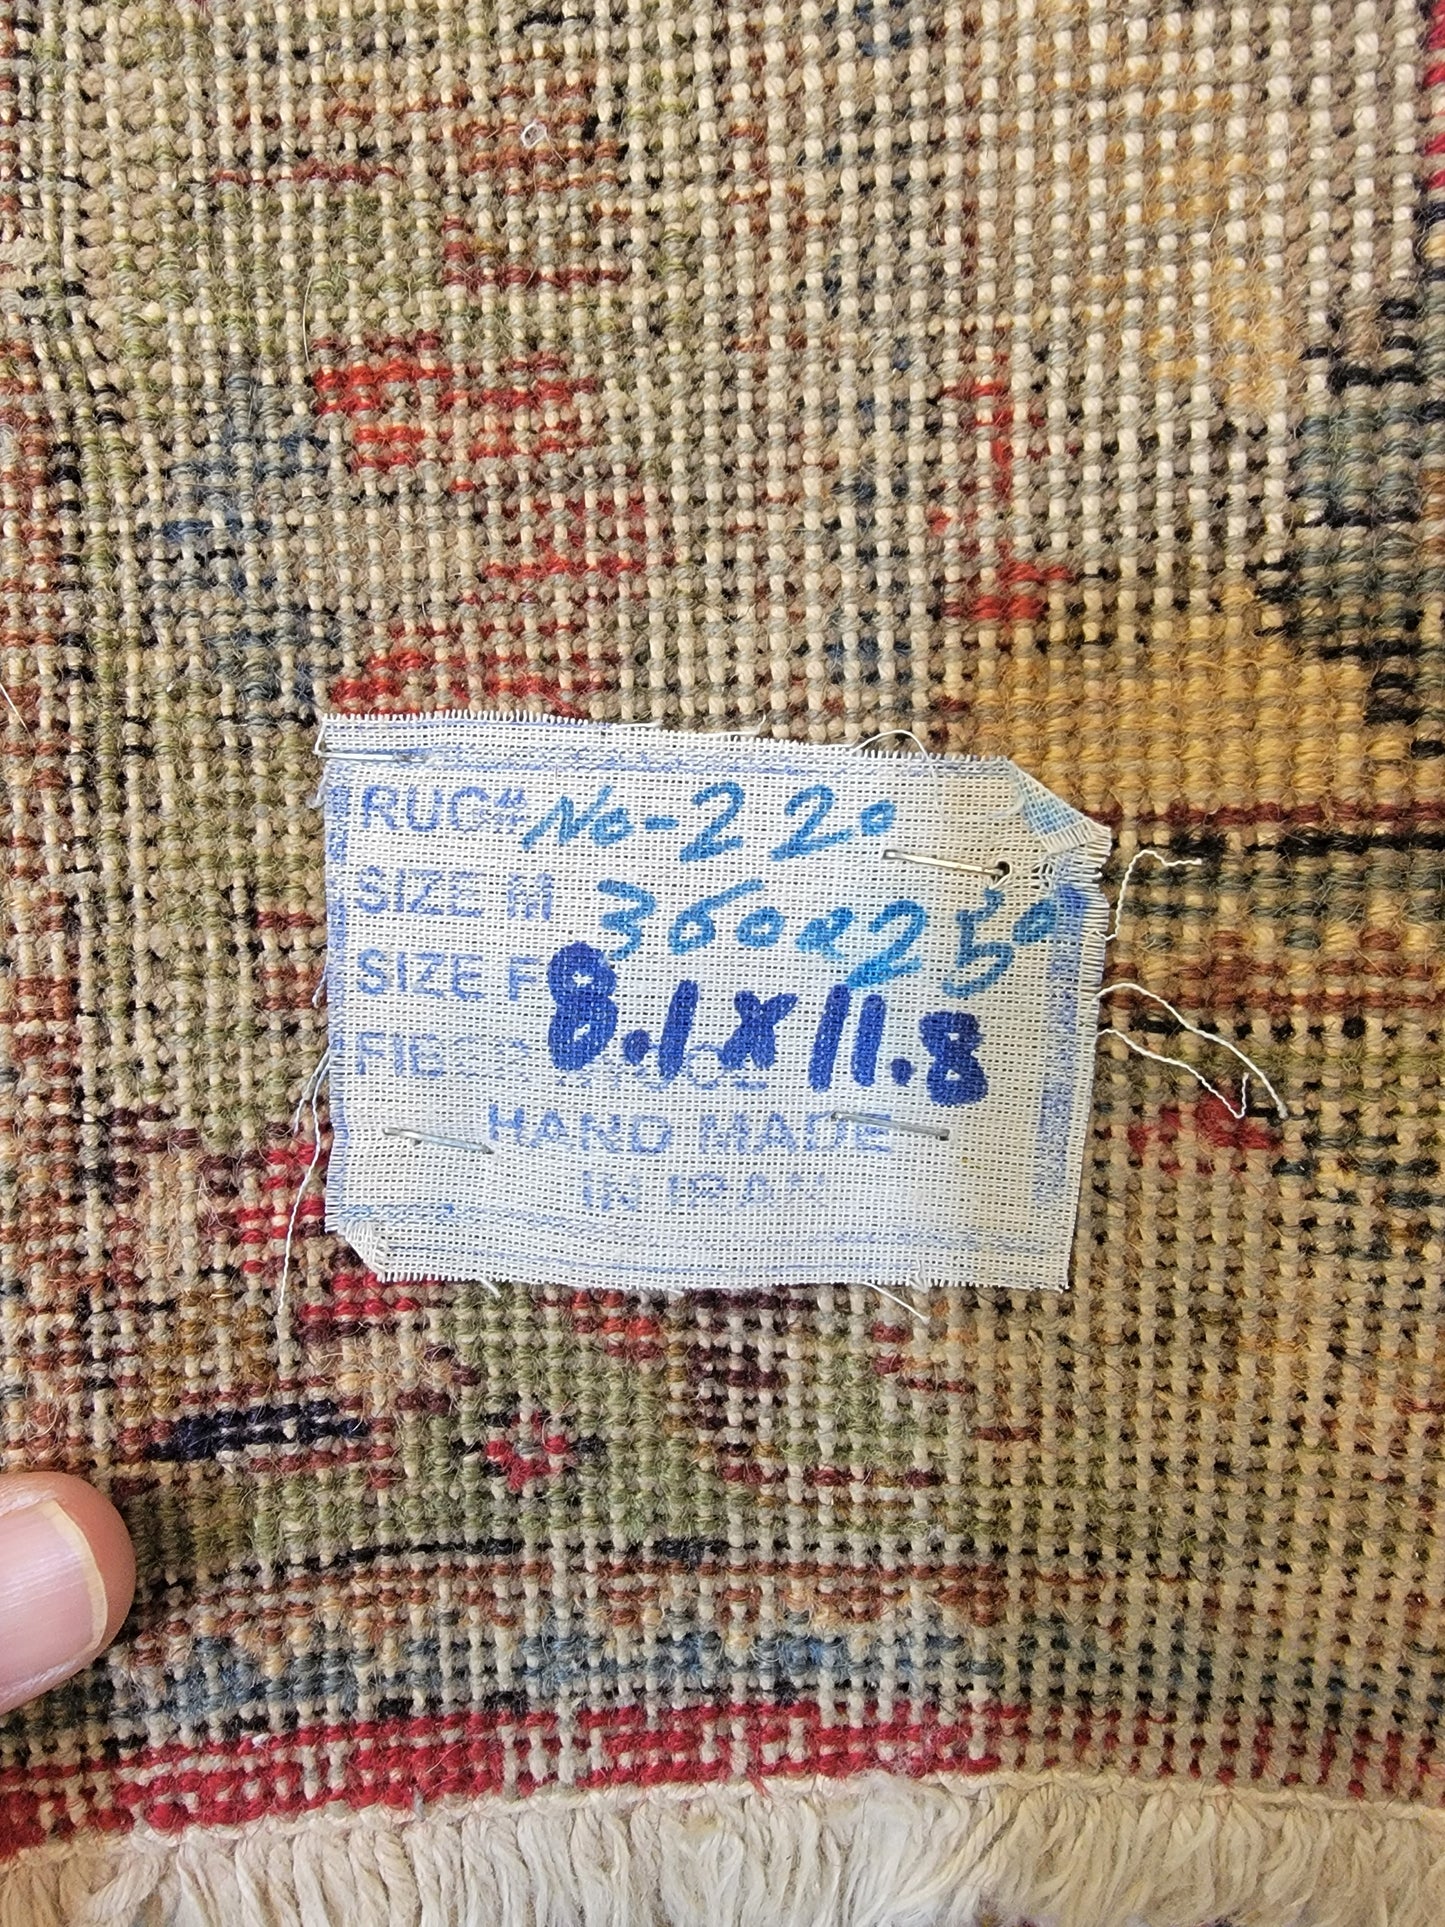 RUG# No-220
SIZE M 360x250
SIZE F 8.1x11.8
HAND MADE
IN IRAN